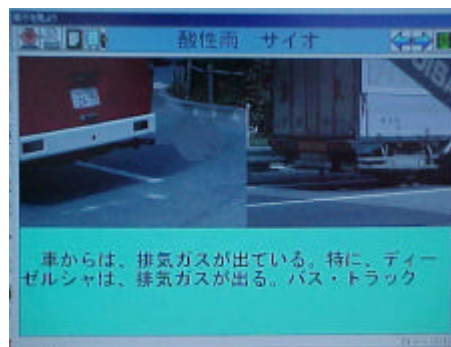 酸性雨 サイオ
車からは、排気ガスが出ている。特に、ディー
ゼルシャは、排気ガスが出る。バス・トラック